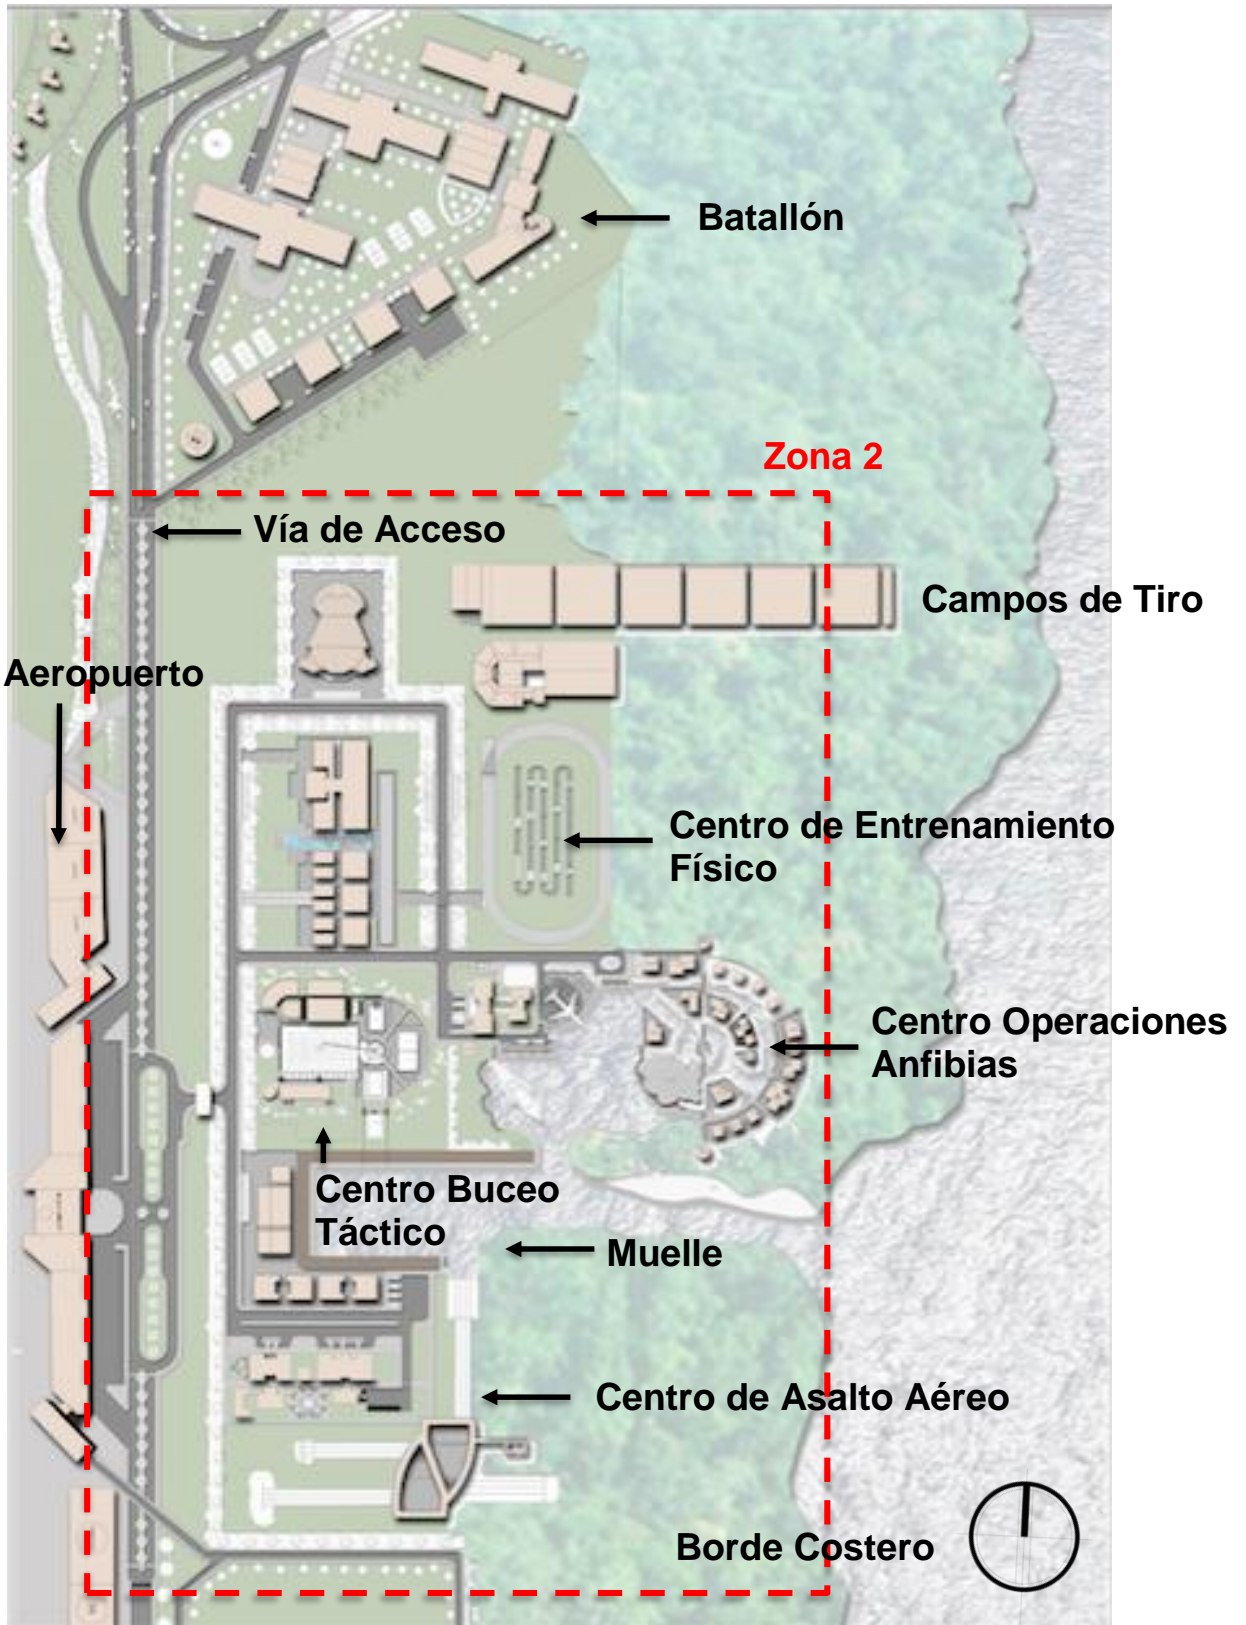 Batallón
Zona 2
Vía de Acceso
Campos de Tiro
Aeropuerto
Centro de Entrenamiento
Físico
Centro Operaciones
Anfibias
Centro Buceo
Táctico
Muelle
Centro de Asalto Aéreo
Borde Costero